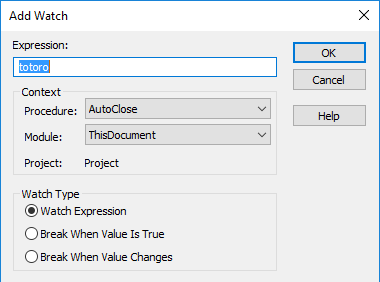 Add Watch
Expression:
totoro
OK
Cancel
Help
Context
Procedure: AutoClose
Module: ThisDocument
Project: Project
Watch Type
Watch Expression
Break When Value Is True
Break When Value Changes